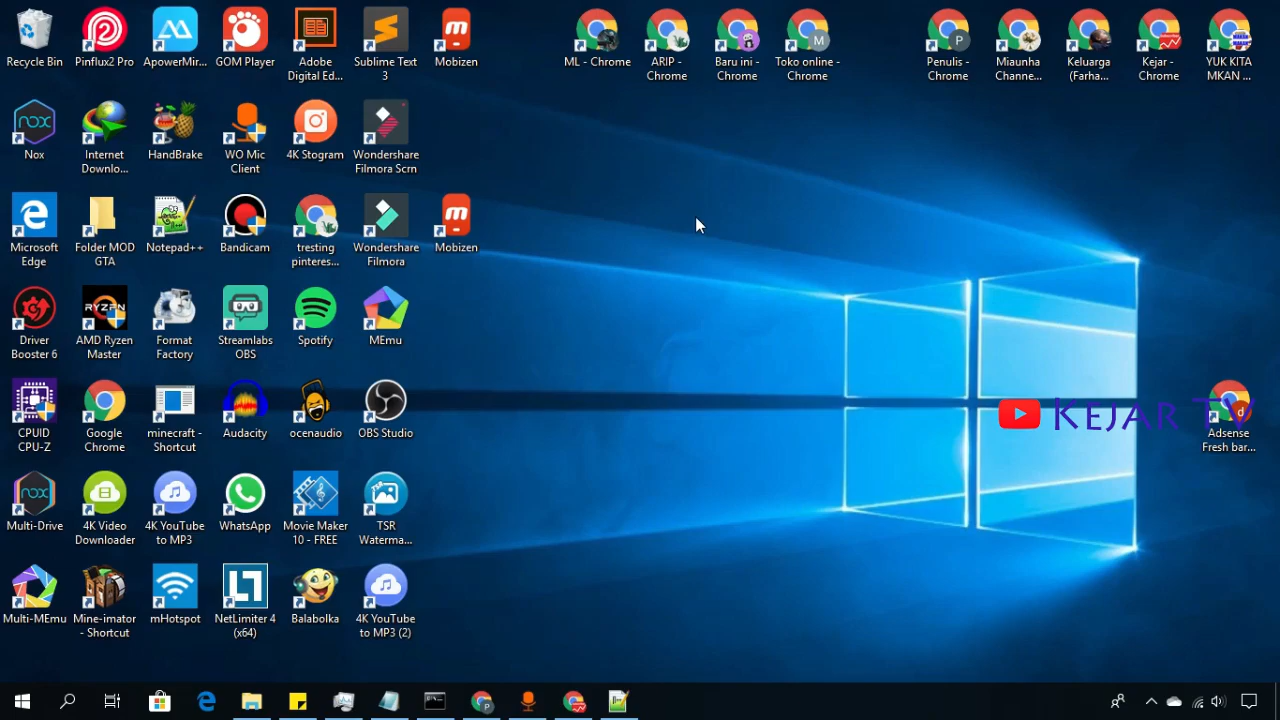 Recycle Bin
Pinflux2 Pro
ApowerMir...
GOM Player
Adobe
Digital Ed...
Sublime Text
3
Mobizen
ML - Chrome
ARIP -
Chrome
Baru ini -
Chrome
Toko online -
Chrome
Penulis -
Chrome
Miaunha
Channe...
Keluarga
(Farha...
Kejar -
Chrome
YUK KITA
MKAN ...
Nox
Internet
Downlo...
HandBrake
WO Mic
Client
4K Stogram
Wondershare
Filmora Scrn
Microsoft
Edge
Folder MOD
GTA
Notepad++
Bandicam
tresting
pinteres...
Wondershare
Filmora
Mobizen
Driver
Booster 6
RYZEN
AMD Ryzen
Master
Format
Factory
Streamlabs
OBS
Spotify
MEmu
CPUID
CPU-Z
Google
Chrome
minecraft -
Shortcut
Audacity
ocenaudio
OBS Studio
Kejar TV
Adsense
Fresh bar...
Multi-Drive
4K Video
Downloader
4K YouTube
to MP3
WhatsApp
Movie Maker
10 - FREE
TSR
Waterma...
Multi-MEmu
Mine-imator
- Shortcut
mHotspot
NetLimiter 4
(x64)
Balabolka
4K YouTube
to MP3 (2)